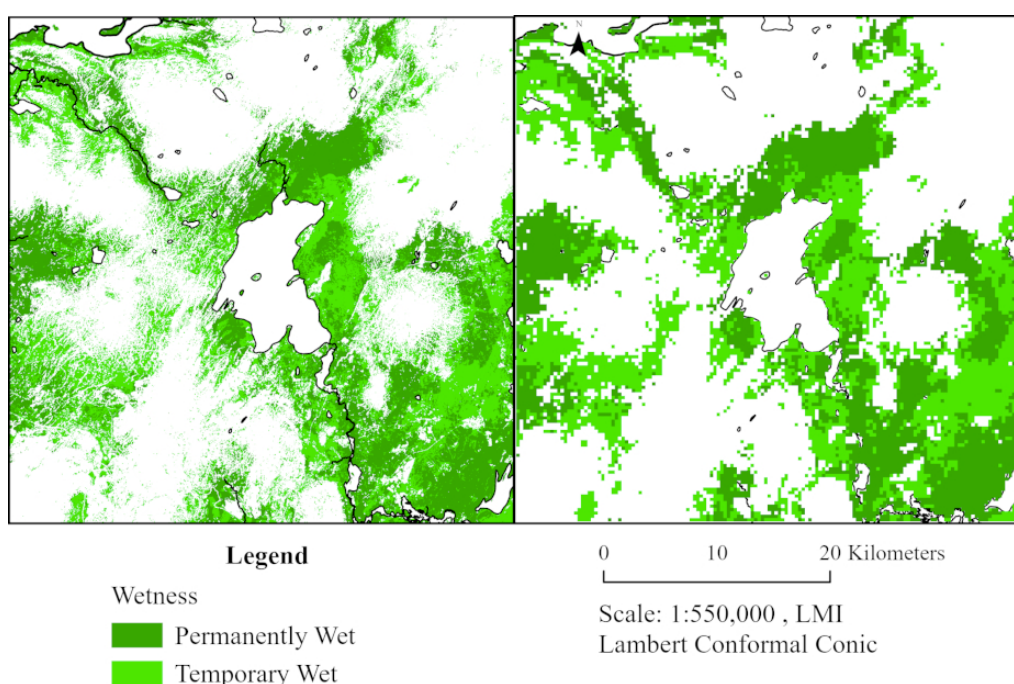 N
Legend
Wetness
Permanently Wet
Temporary Wet
0 10 20 Kilometers
Scale: 1:550,000 , LMI
Lambert Conformal Conic